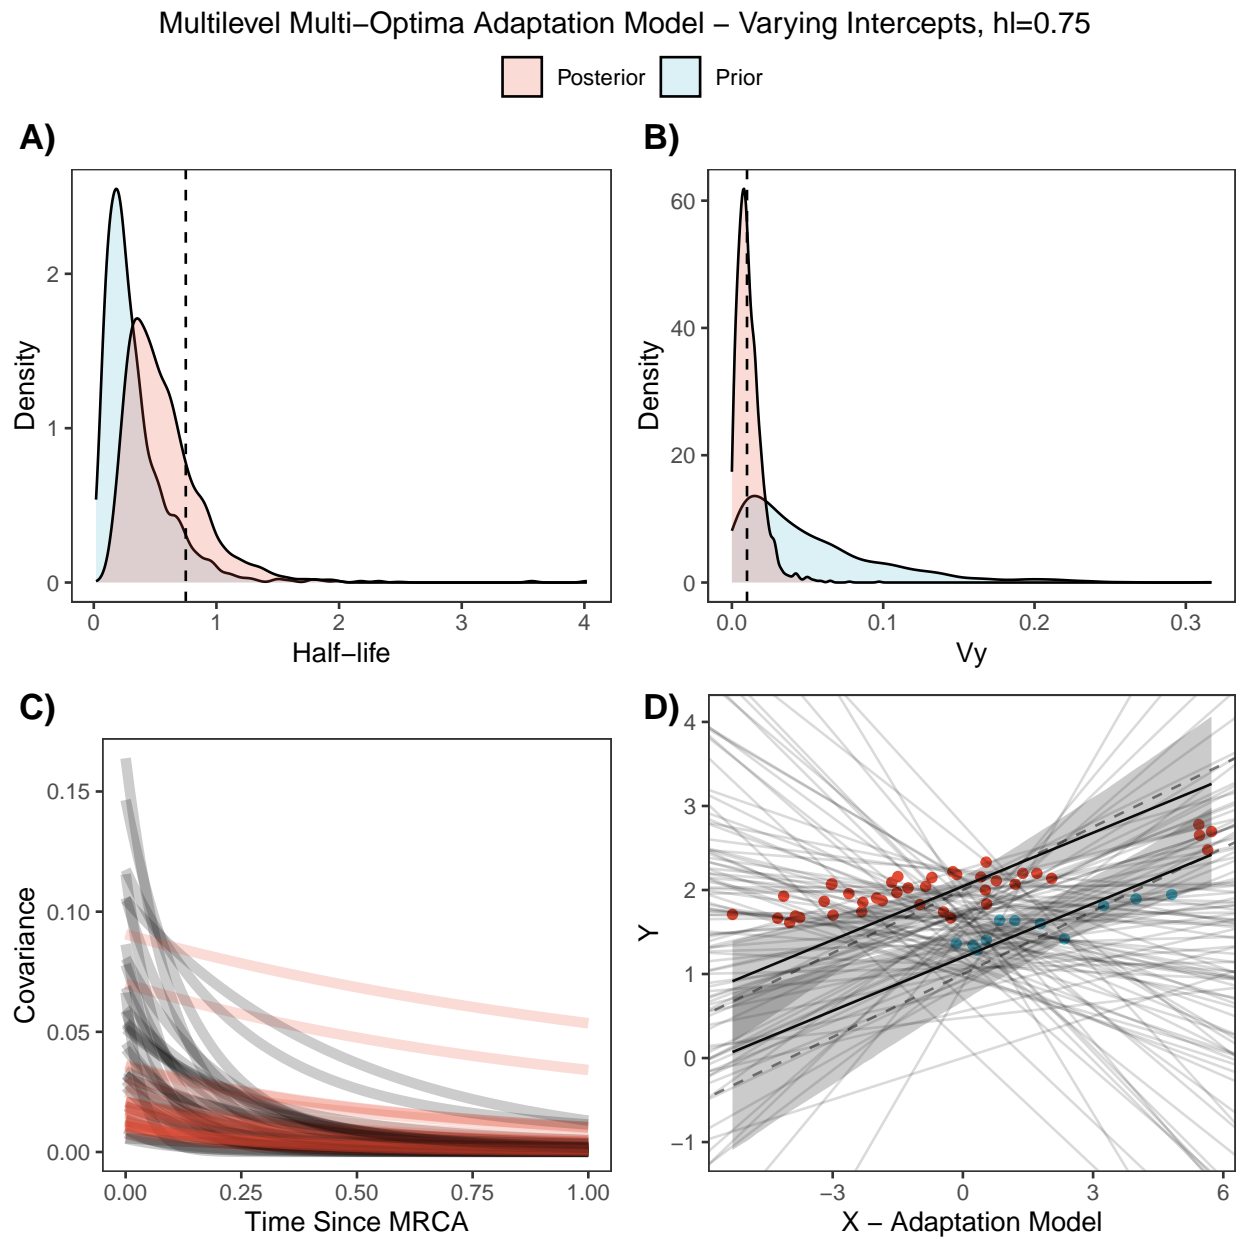 Multilevel Multi−Optima Adaptation Model − Varying Intercepts, hl=0.75
Posterior Prior
A)
Density
0
1
2
0 1 2 3 4
Half−life
B)
Density
0
20
40
60
0.0 0.1 0.2 0.3
Vy
C)
Covariance
0.00
0.05
0.10
0.15
0.00 0.25 0.50 0.75 1.00
Time Since MRCA
D)
Y
−1
0
1
2
3
4
−3 0 3 6
X − Adaptation Model